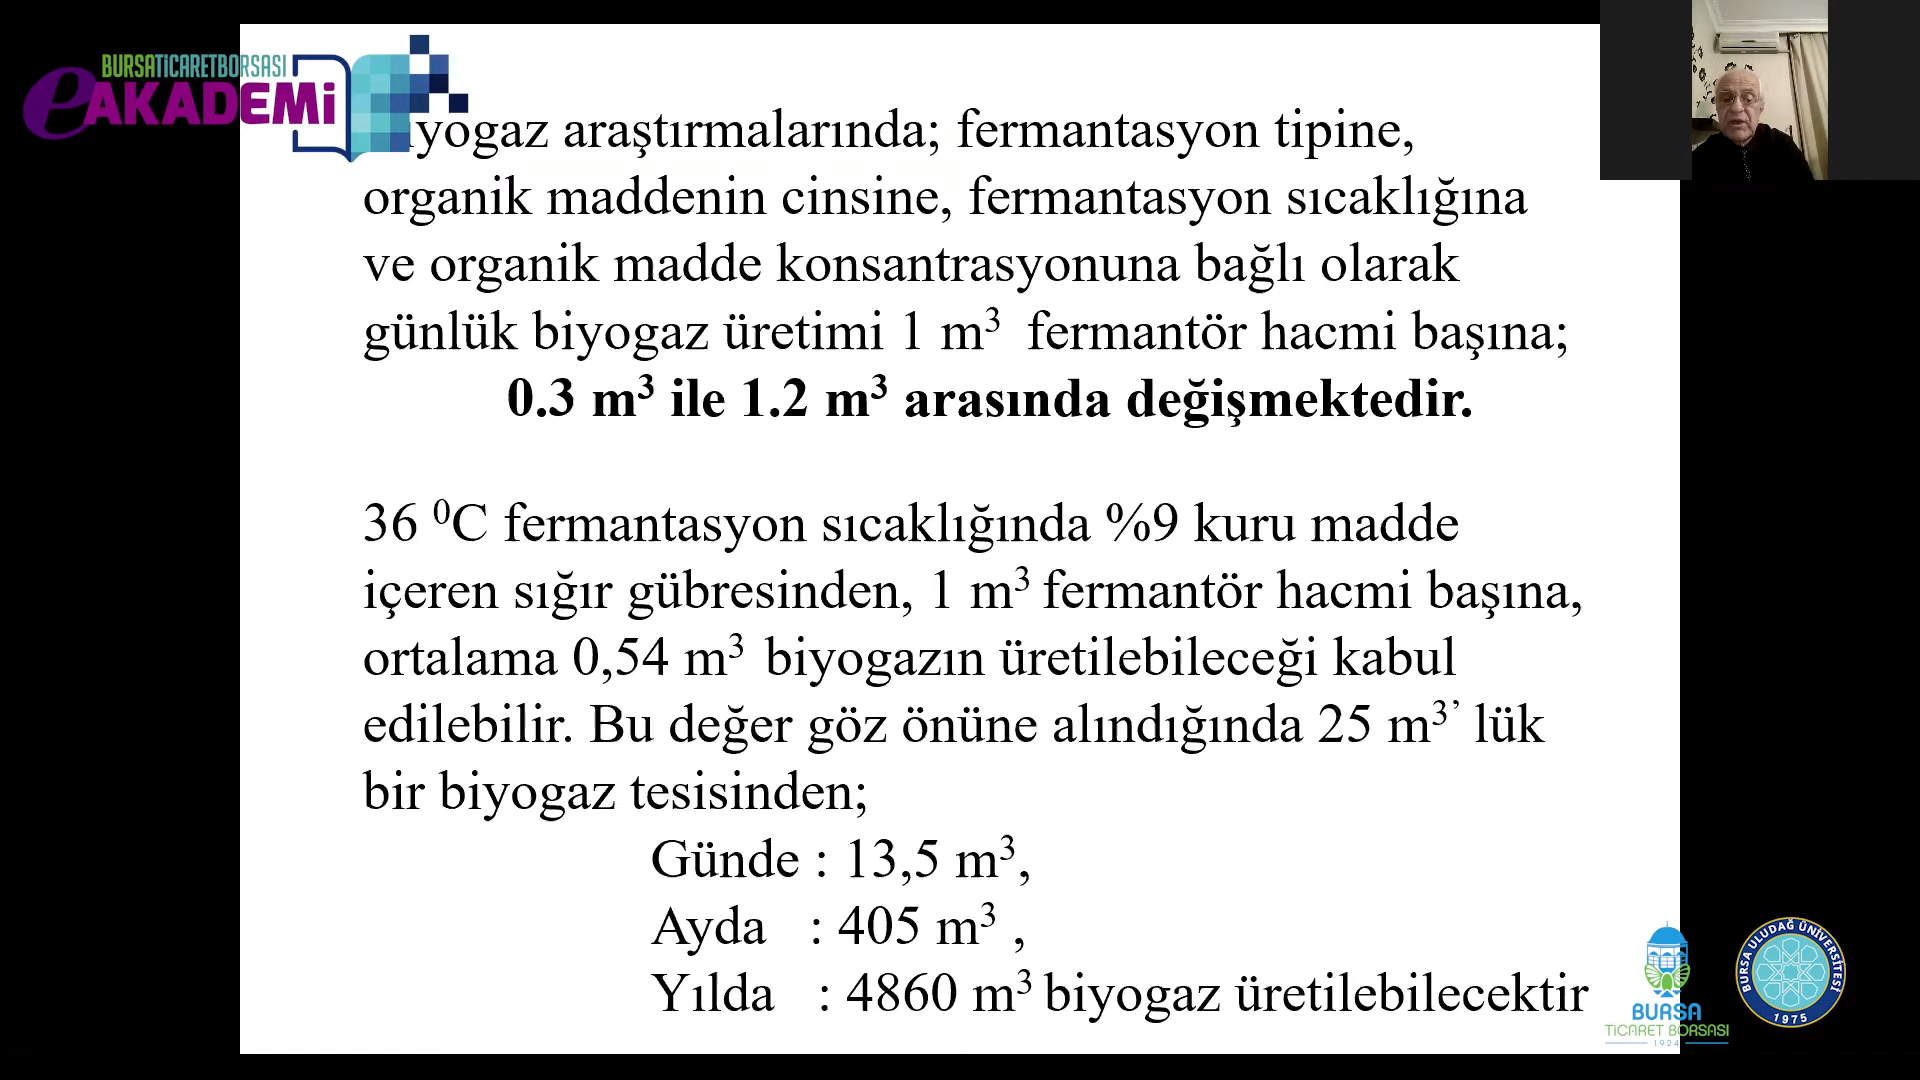 BURSATİCARETBORSASI
eAKADEMİ
araştırmalarında; fermantasyon tipine,
organik maddenin cinsine, fermantasyon sıcaklığına
ve organik madde konsantrasyonuna bağlı olarak
günlük biyogaz üretimi 1 m³ fermantör hacmi başına;
0.3 m³ ile 1.2 m³ arasında değişmektedir.
36 ⁰C fermantasyon sıcaklığında %9 kuru madde
içeren sığır gübresinden, 1 m³ fermantör hacmi başına,
ortalama 0,54 m³ biyogazın üretilebileceği kabul
edilebilir. Bu değer göz önüne alındığında 25 m³’ lük
bir biyogaz tesisinden;
Günde : 13,5 m³,
Ayda : 405 m³ ,
Yılda : 4860 m³ biyogaz üretilebilecektir
BURSA
TİCARET BORSASI
1924
BURSA ULUDAĞ ÜNİVERSİTESİ
1975